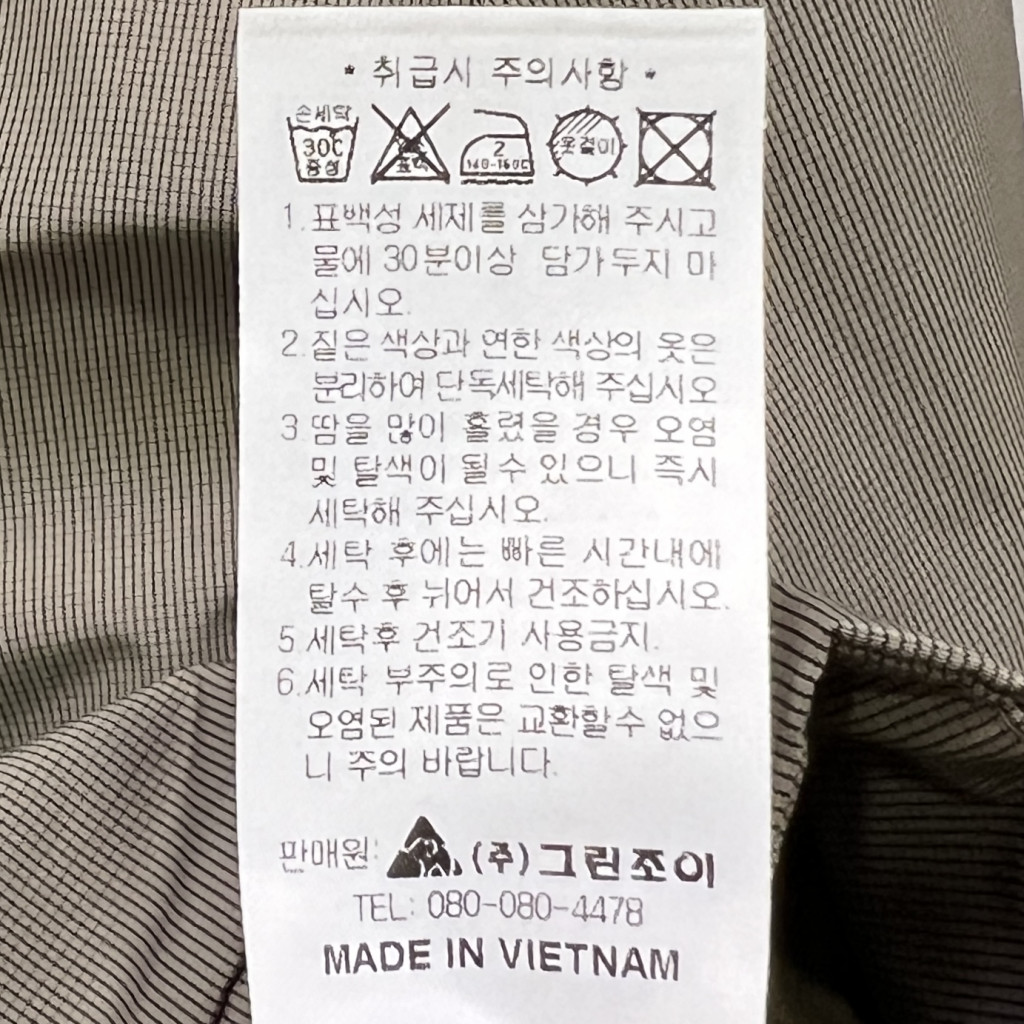 * 취급시 주의사항 *
손세탁
30C
중성
표백
2
140-160C
옷걸이
1. 표백성 세제를 삼가해 주시고
물에 30분이상 담가두지 마
십시오.
2. 짙은 색상과 연한 색상의 옷은
분리하여 단독세탁해 주십시오
3 땀을 많이 흘렸을 경우 오염
및 탈색이 될수 있으니 즉시
세탁해 주십시오.
4. 세탁 후에는 빠른 시간내에
탈수 후 뉘어서 건조하십시오.
5. 세탁후 건조기 사용금지.
6. 세탁 부주의로 인한 탈색 및
오염된 제품은 교환할수 없으
니 주의 바랍니다.
판매원: (주)그린조이
TEL: 080-080-4478
MADE IN VIETNAM